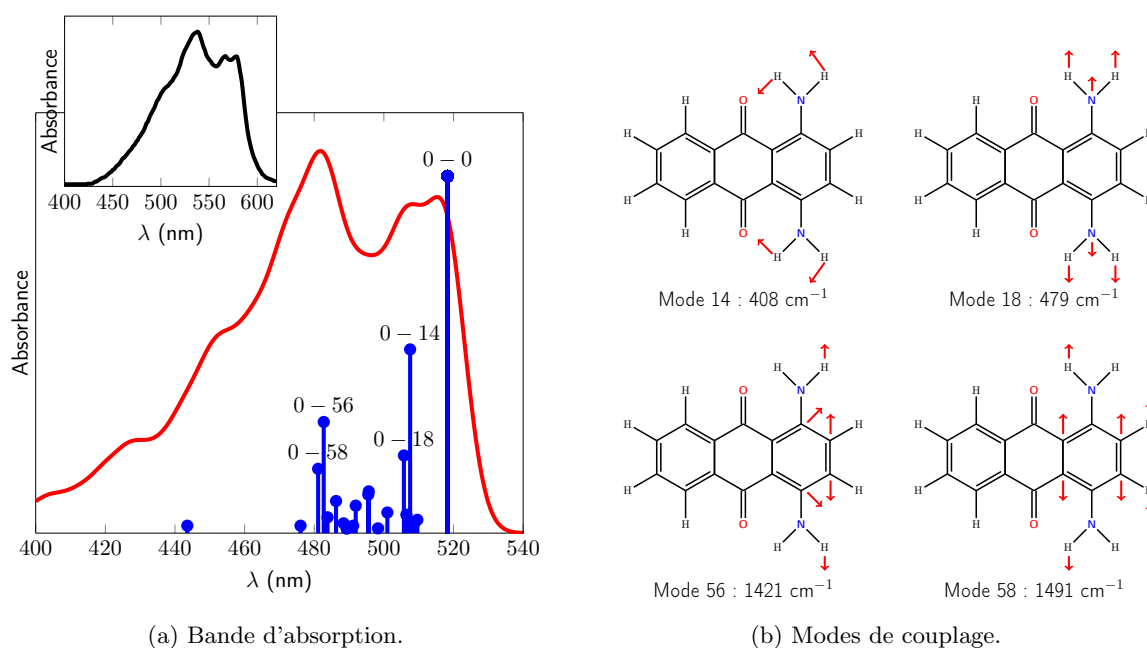 Absorbance
400 450 500 550 600
λ (nm)
Absorbance
0 − 0
0 − 14
0 − 56
0 − 18
0 − 58
400 420 440 460 480 500 520 540
λ (nm)
(a) Bande d'absorption.
H H H H
H O N
H H
H H
H O N
H H
Mode 14 : 408 cm⁻¹
H H H H
H O N
H H
H H
H O N
H H
Mode 18 : 479 cm⁻¹
H H H H
H O N
H H
H H
H O N
H H
Mode 56 : 1421 cm⁻¹
H H H H
H O N
H H
H H
H O N
H H
Mode 58 : 1491 cm⁻¹
(b) Modes de couplage.